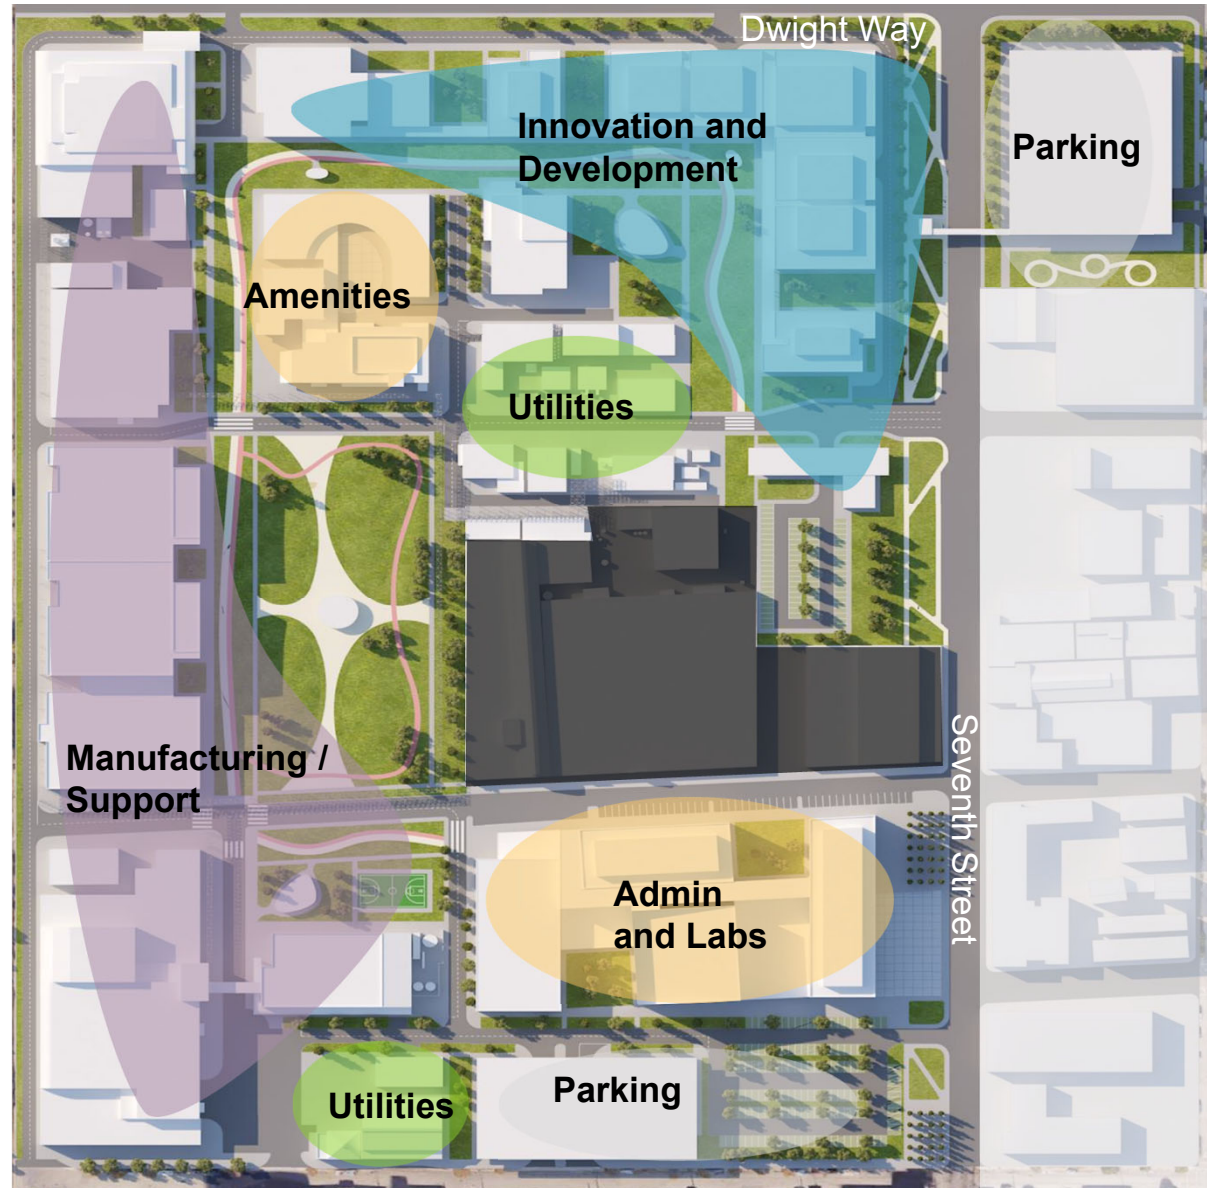 Dwight Way
Innovation and
Development
Parking
Amenities
Utilities
Manufacturing /
Support
Seventh Street
Admin
and Labs
Utilities
Parking